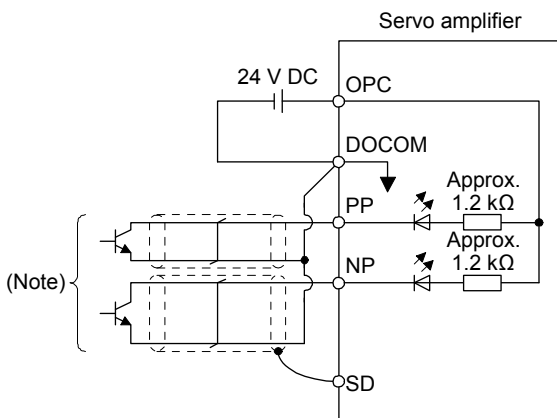 Servo amplifier
24 V DC
OPC
DOCOM
PP
Approx.
1.2 kΩ
NP
Approx.
1.2 kΩ
(Note)
SD